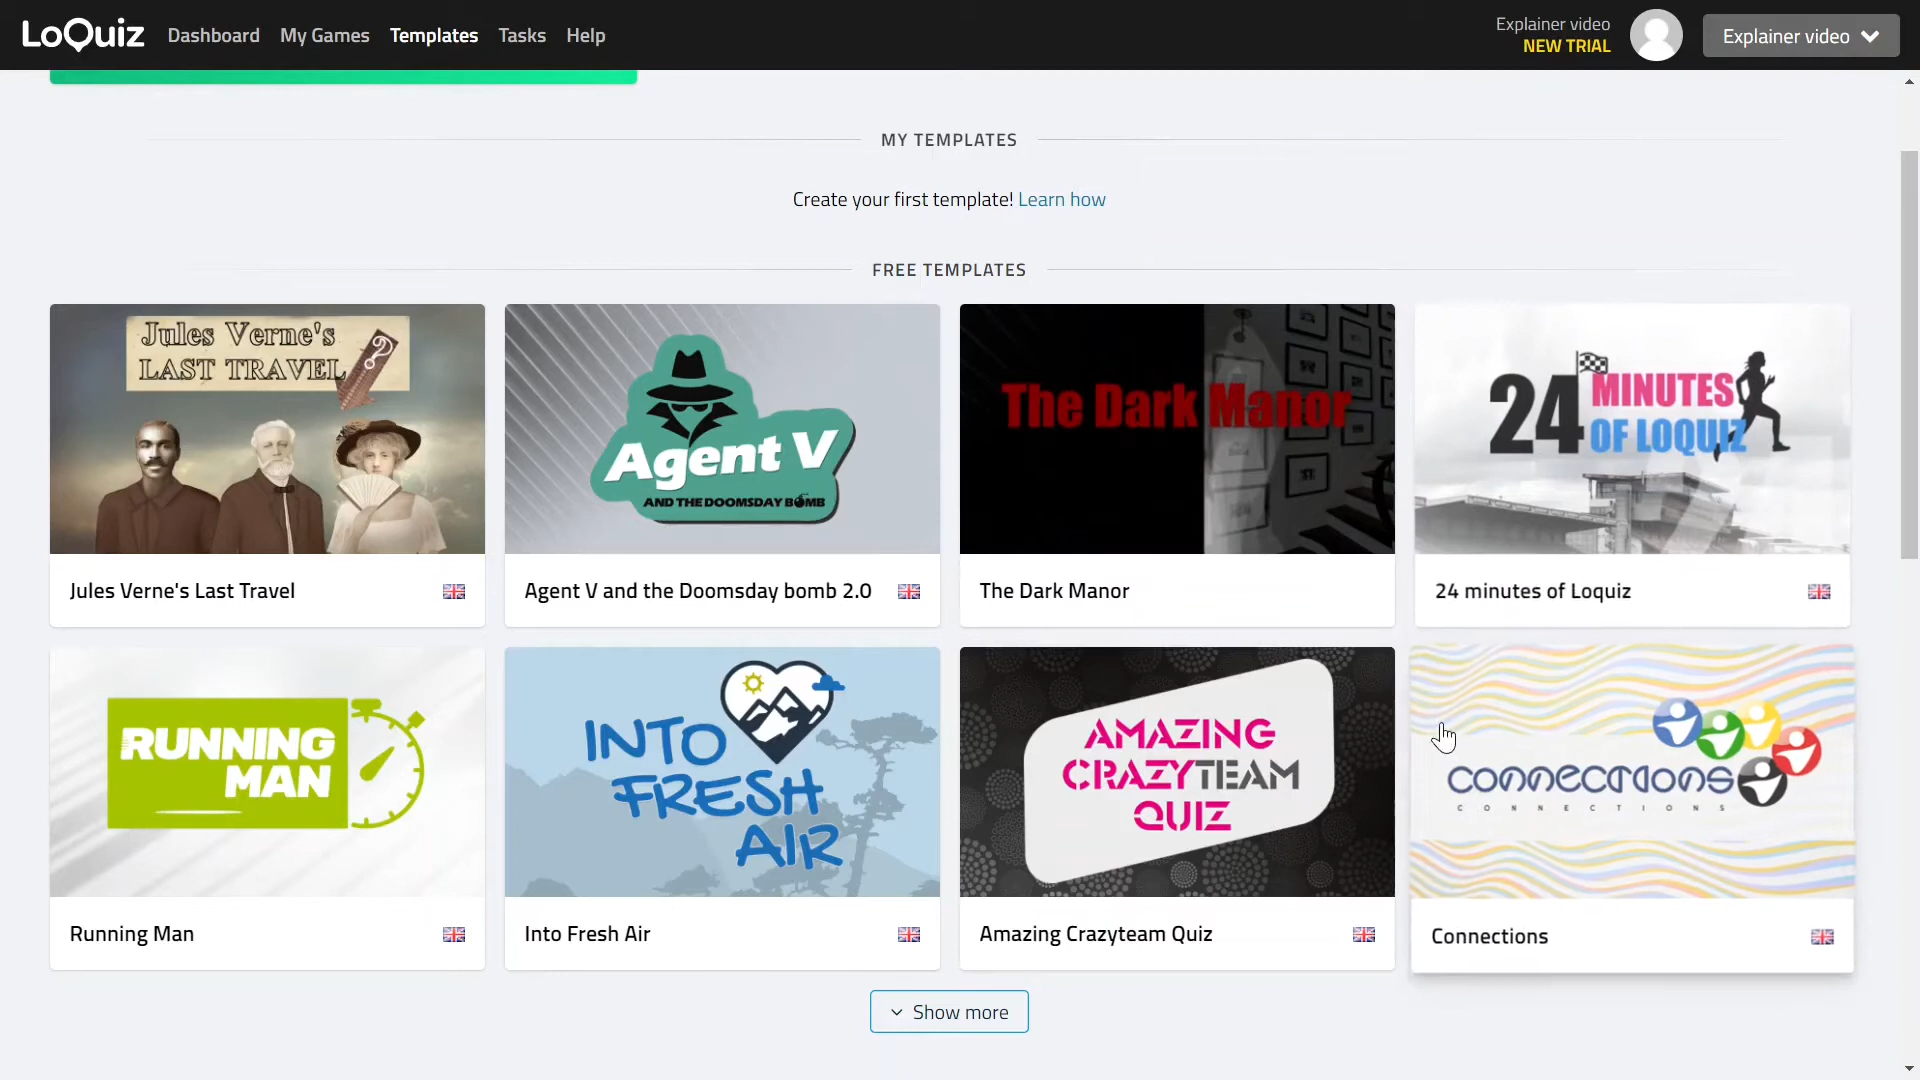 LoQuiz Dashboard My Games Templates Tasks Help
Explainer video
NEW TRIAL
Explainer video
MY TEMPLATES
Create your first template! Learn how
FREE TEMPLATES
Jules Verne's
LAST TRAVEL
?
Agent V
AND THE DOOMSDAY BOMB
The Dark Manor
24 MINUTES
OF LOQUIZ
Jules Verne's Last Travel
Agent V and the Doomsday bomb 2.0
The Dark Manor
24 minutes of Loquiz
RUNNING
MAN
INTO
FRESH
AIR
AMAZING
CRAZYTEAM
QUIZ
connections
CONNECTIONS
Running Man
Into Fresh Air
Amazing Crazyteam Quiz
Connections
Show more